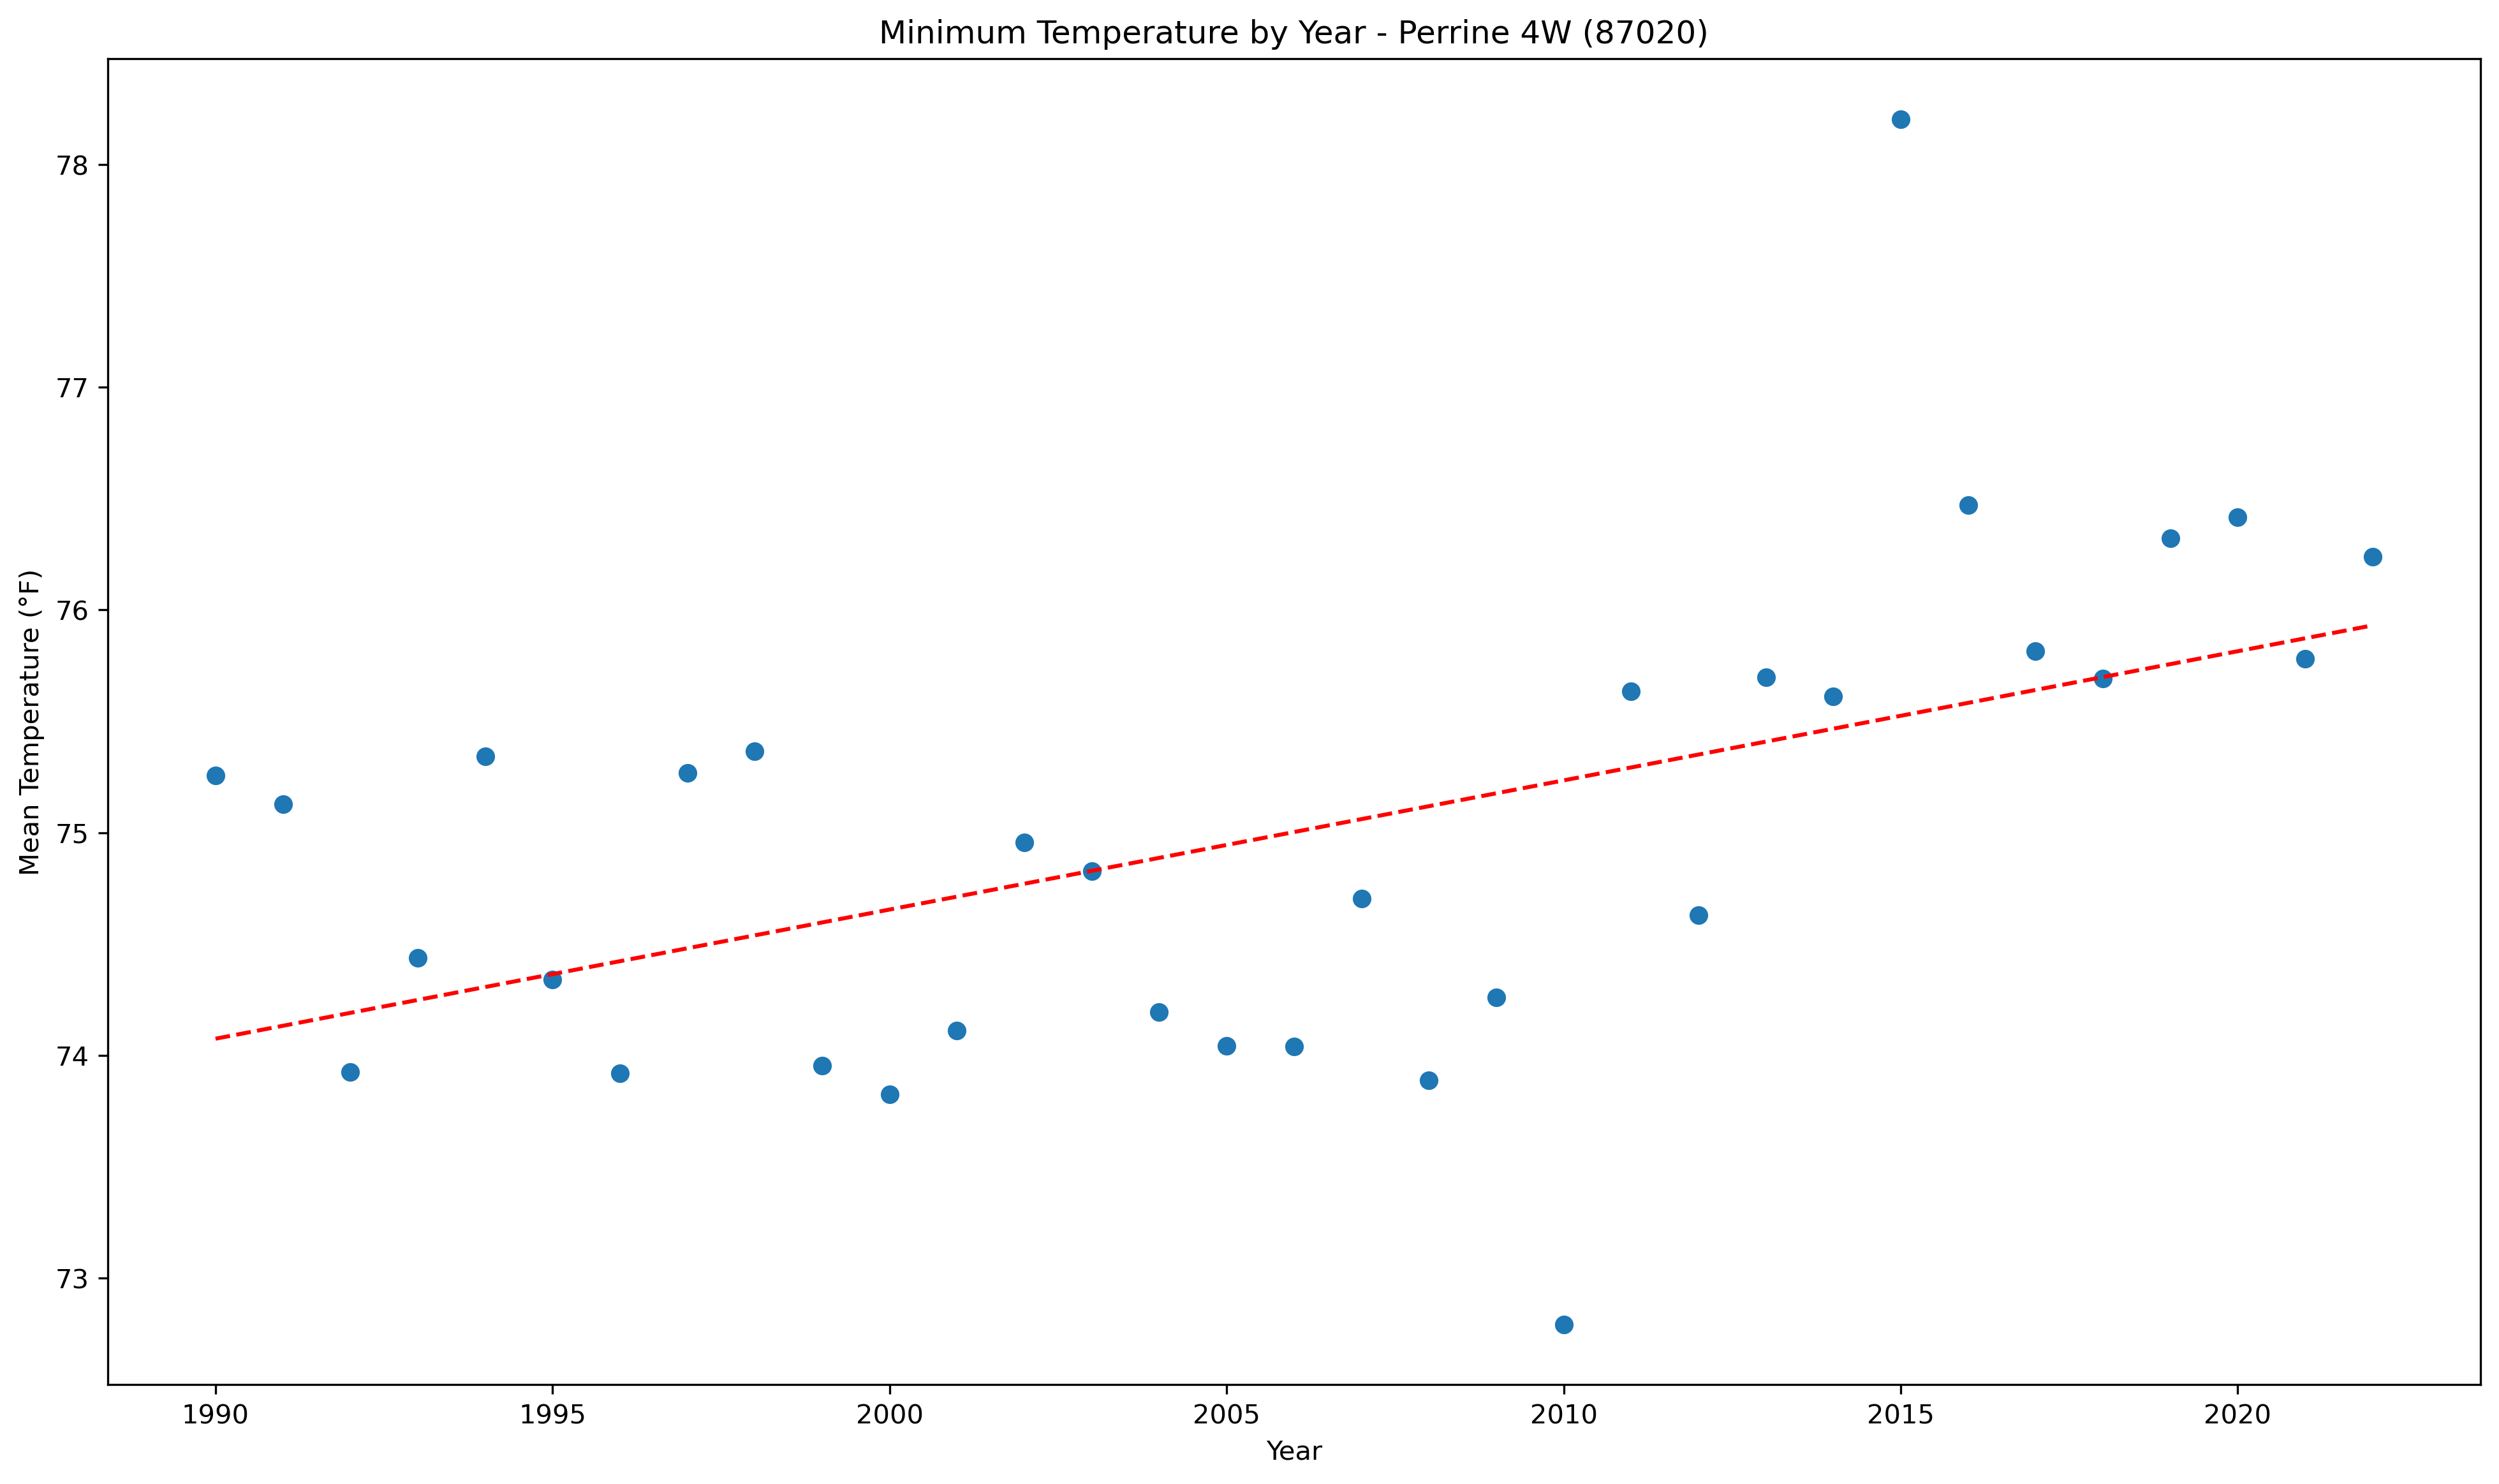 Minimum Temperature by Year - Perrine 4W (87020)
Mean Temperature (°F)
78
77
76
75
74
73
1990 1995 2000 2005 2010 2015 2020
Year